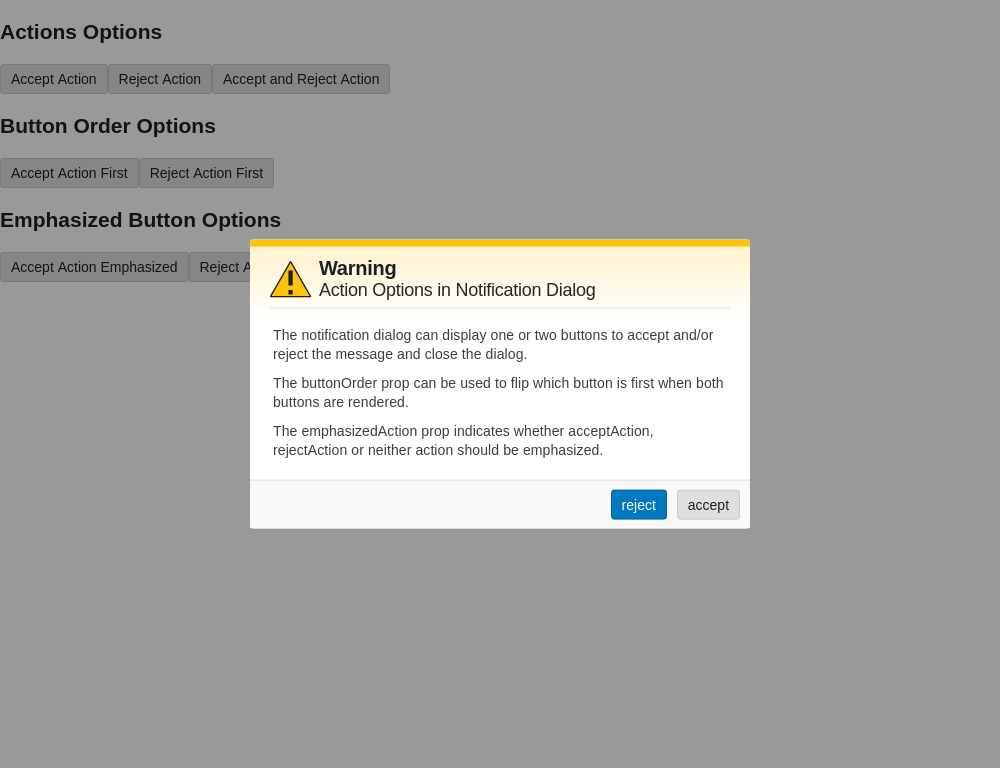 Actions Options
Accept Action Reject Action Accept and Reject Action
Button Order Options
Accept Action First Reject Action First
Emphasized Button Options
Accept Action Emphasized Reject
Warning
Action Options in Notification Dialog
The notification dialog can display one or two buttons to accept and/or
reject the message and close the dialog.
The buttonOrder prop can be used to flip which button is first when both
buttons are rendered.
The emphasizedAction prop indicates whether acceptAction,
rejectAction or neither action should be emphasized.
reject accept